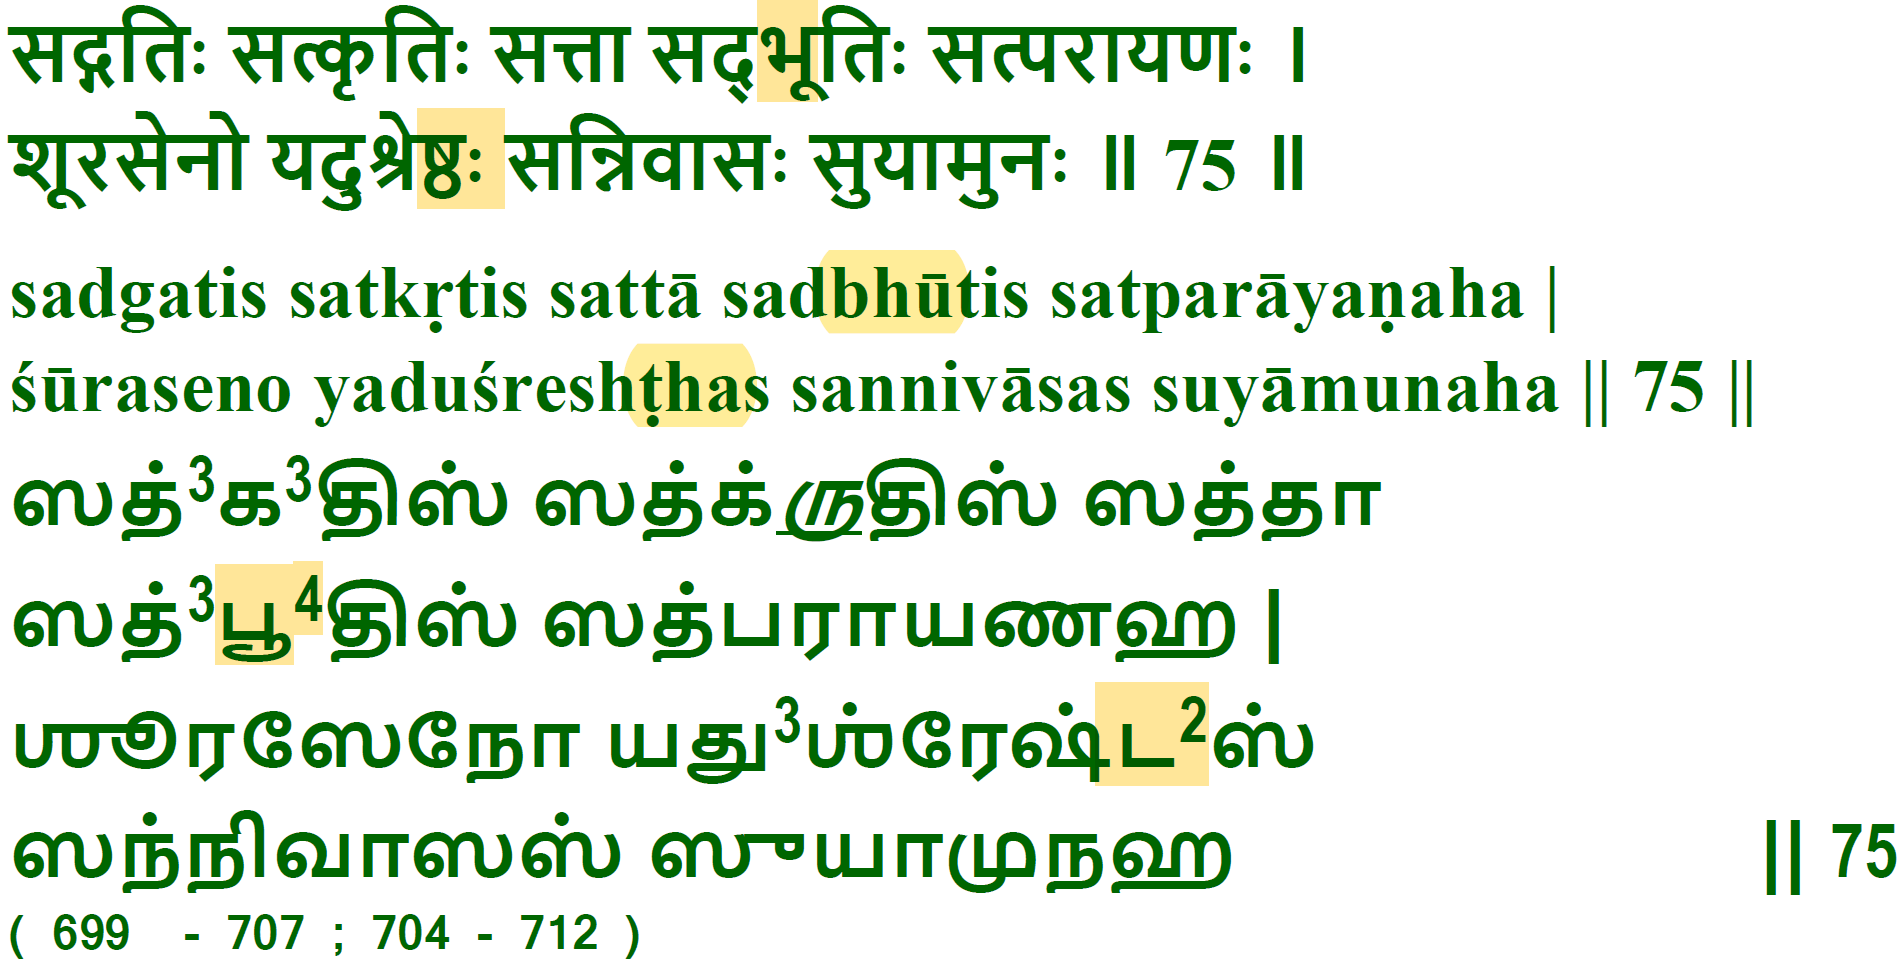 सद्गतिः सत्कृतिः सत्ता सद्‌भूतिः सत्परायणः ।
शूरसेनो यदुश्रेष्ठः सन्निवासः सुयामुनः ॥ 75 ॥
sadgatis satkṛtis sattā sadbhūtis satparāyaṇaha |
śūraseno yaduśreshṭhas sannivāsas suyāmunaha || 75 ||
ஸத்³க³திஸ் ஸத்க்ருதிஸ் ஸத்தா
ஸத்³பூ⁴திஸ் ஸத்பராயணஹ |
ஶூரஸேநோ யது³ஶ்ரேஷ்ட²ஸ்
ஸந்நிவாஸஸ் ஸுயாமுநஹ || 75
( 699 - 707 ; 704 - 712 )